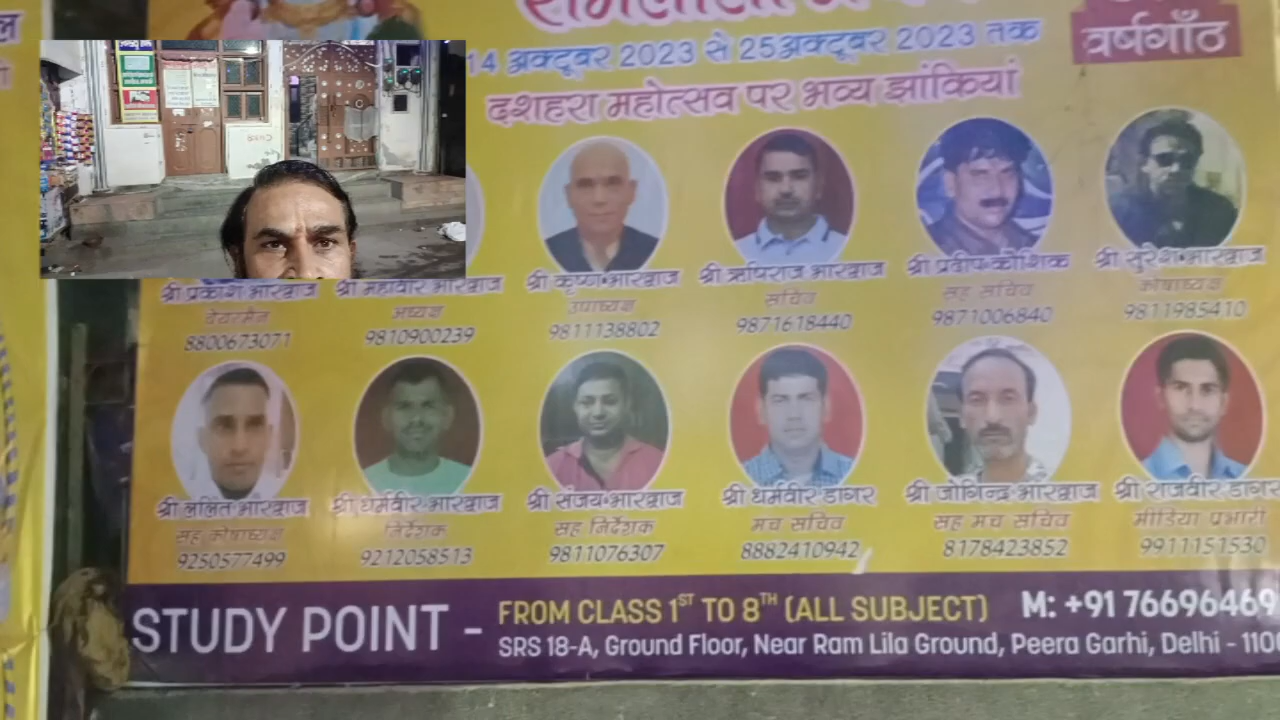 14 अक्टूबर 2023 से 25 अक्टूबर 2023 तक
वर्षगाँठ
दशहरा महोत्सव पर भव्य झांकियां
श्री प्रकाश भारद्वाज श्री महावीर भारद्वाज श्री कृष्ण भारद्वाज श्री ऋषिराज भारद्वाज श्री प्रदीप कौशिक श्री सुरेश भारद्वाज
चेयरमैन अध्यक्ष उपाध्यक्ष सचिव सह सचिव कोषाध्यक्ष
8800673071 9810900239 9811138802 9871618440 9871006840 9811985410
श्री ललित भारद्वाज श्री धर्मवीर भारद्वाज श्री संजय भारद्वाज श्री धर्मवीर डागर श्री जोगिन्द्र भारद्वाज श्री राजवीर डागर
सह कोषाध्यक्ष निर्देशक सह निर्देशक मंच सचिव सह मंच सचिव मीडिया प्रभारी
9250577499 9212058513 9811076307 8882410942 8178423852 9911151530
STUDY POINT - FROM CLASS 1ST TO 8TH (ALL SUBJECT) M: +91 76696469
SRS 18-A, Ground Floor, Near Ram Lila Ground, Peera Garhi, Delhi - 110